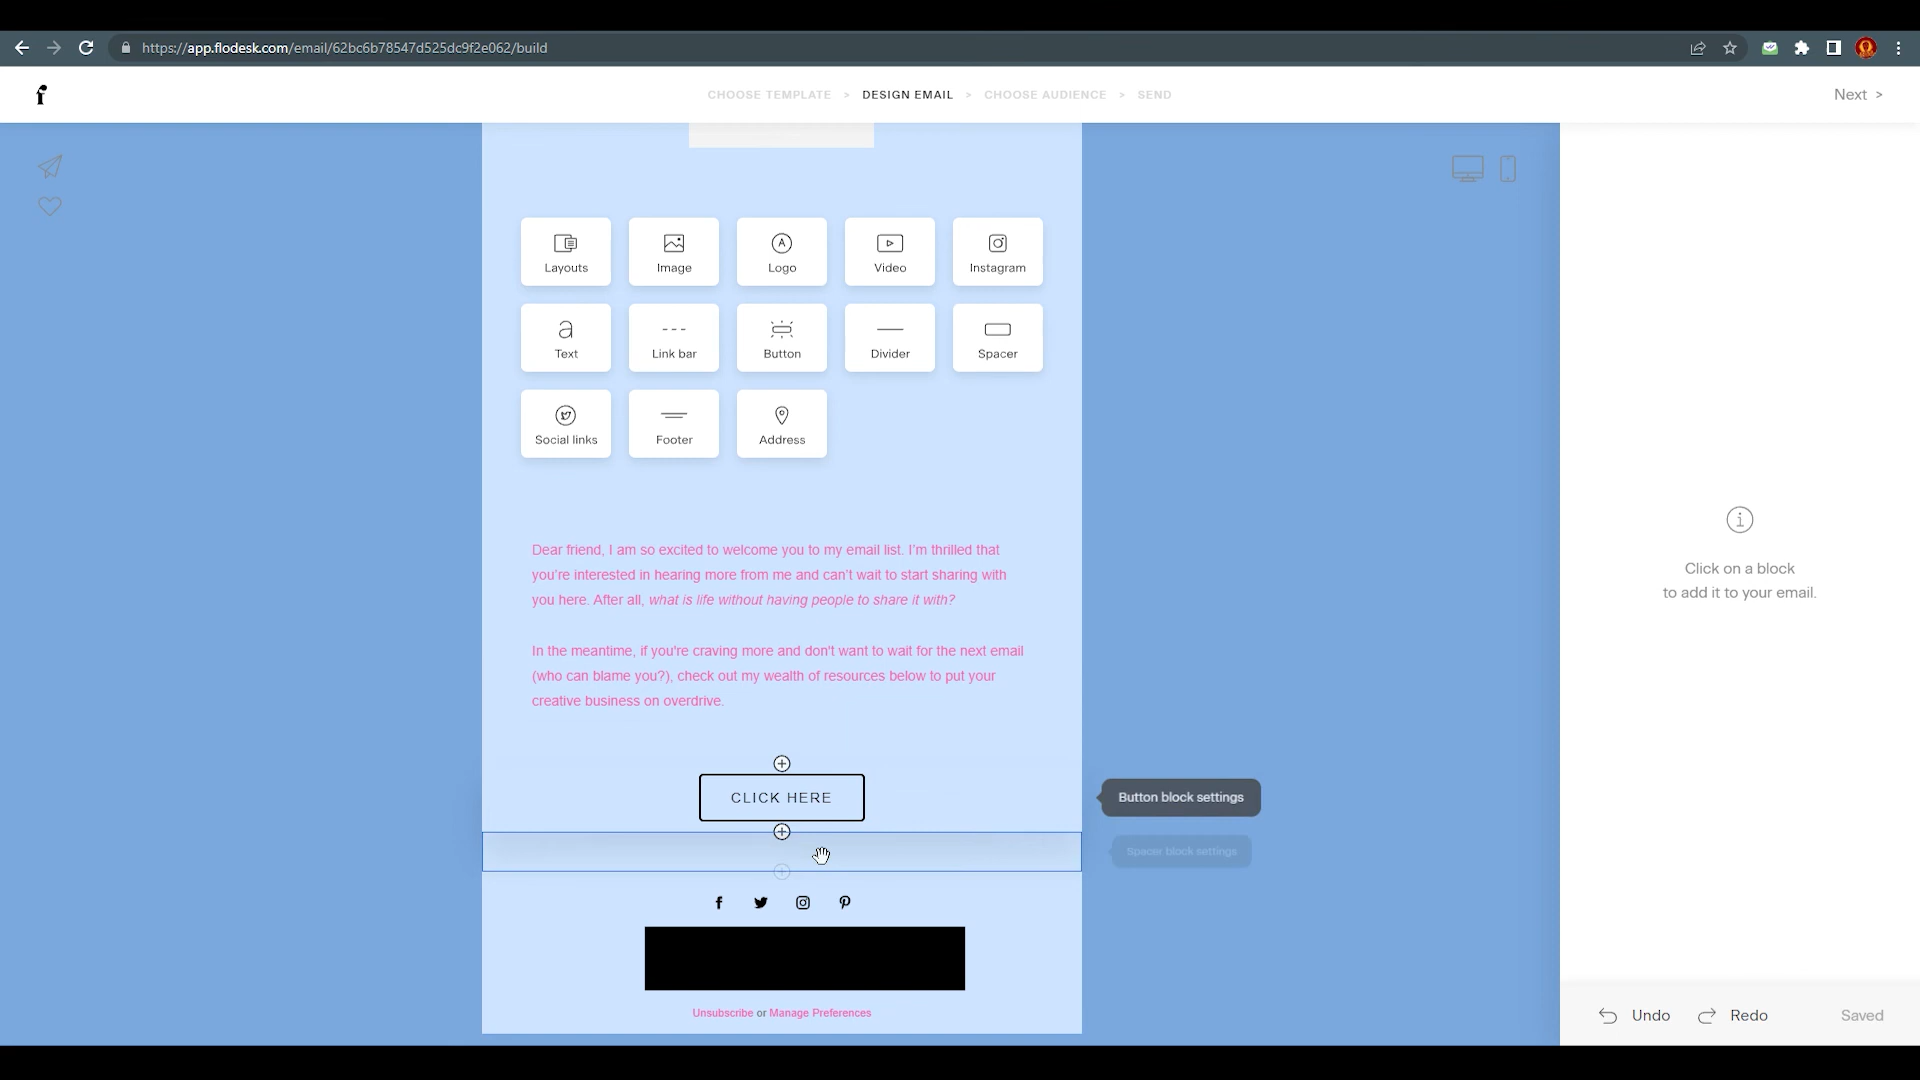 https://app.flodesk.com/email/62bc6b78547d525dc9f2e062/build
f
CHOOSE TEMPLATE > DESIGN EMAIL > CHOOSE AUDIENCE > SEND
Next >
Layouts Image Logo Video Instagram
Text Link bar Button Divider Spacer
Social links Footer Address
Dear friend, I am so excited to welcome you to my email list. I'm thrilled that
you're interested in hearing more from me and can't wait to start sharing with
you here. After all, what is life without having people to share it with?
In the meantime, if you're craving more and don't want to wait for the next email
(who can blame you?), check out my wealth of resources below to put your
creative business on overdrive.
CLICK HERE
Button block settings
Spacer block settings
Unsubscribe or Manage Preferences
Click on a block
to add it to your email.
Undo Redo Saved